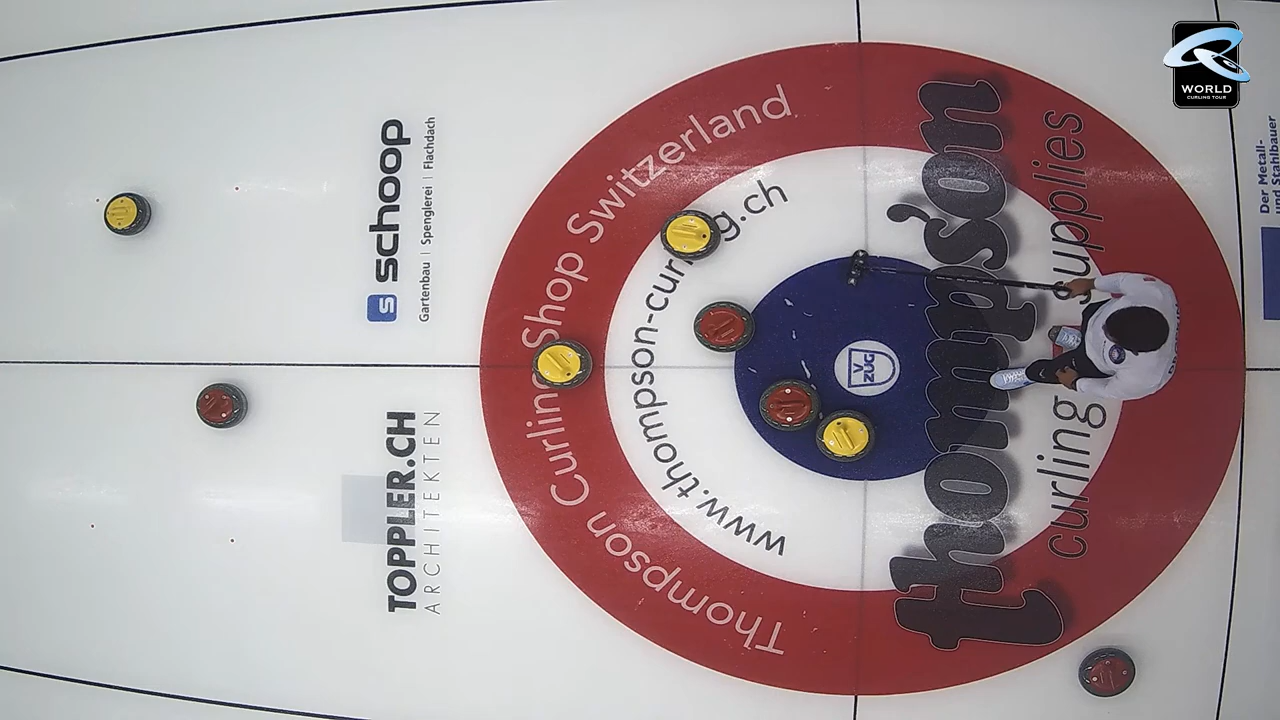 WORLD
CURLING TOUR
s schoop
Gartenbau | Spenglerei | Flachdach
TOPPLER.CH
ARCHITEKTEN
Thompson Curling Shop Switzerland
www.thompson-curling.ch
V
ZUG
thompson's
curling supplies
Der Metall-
und Stahlbauer